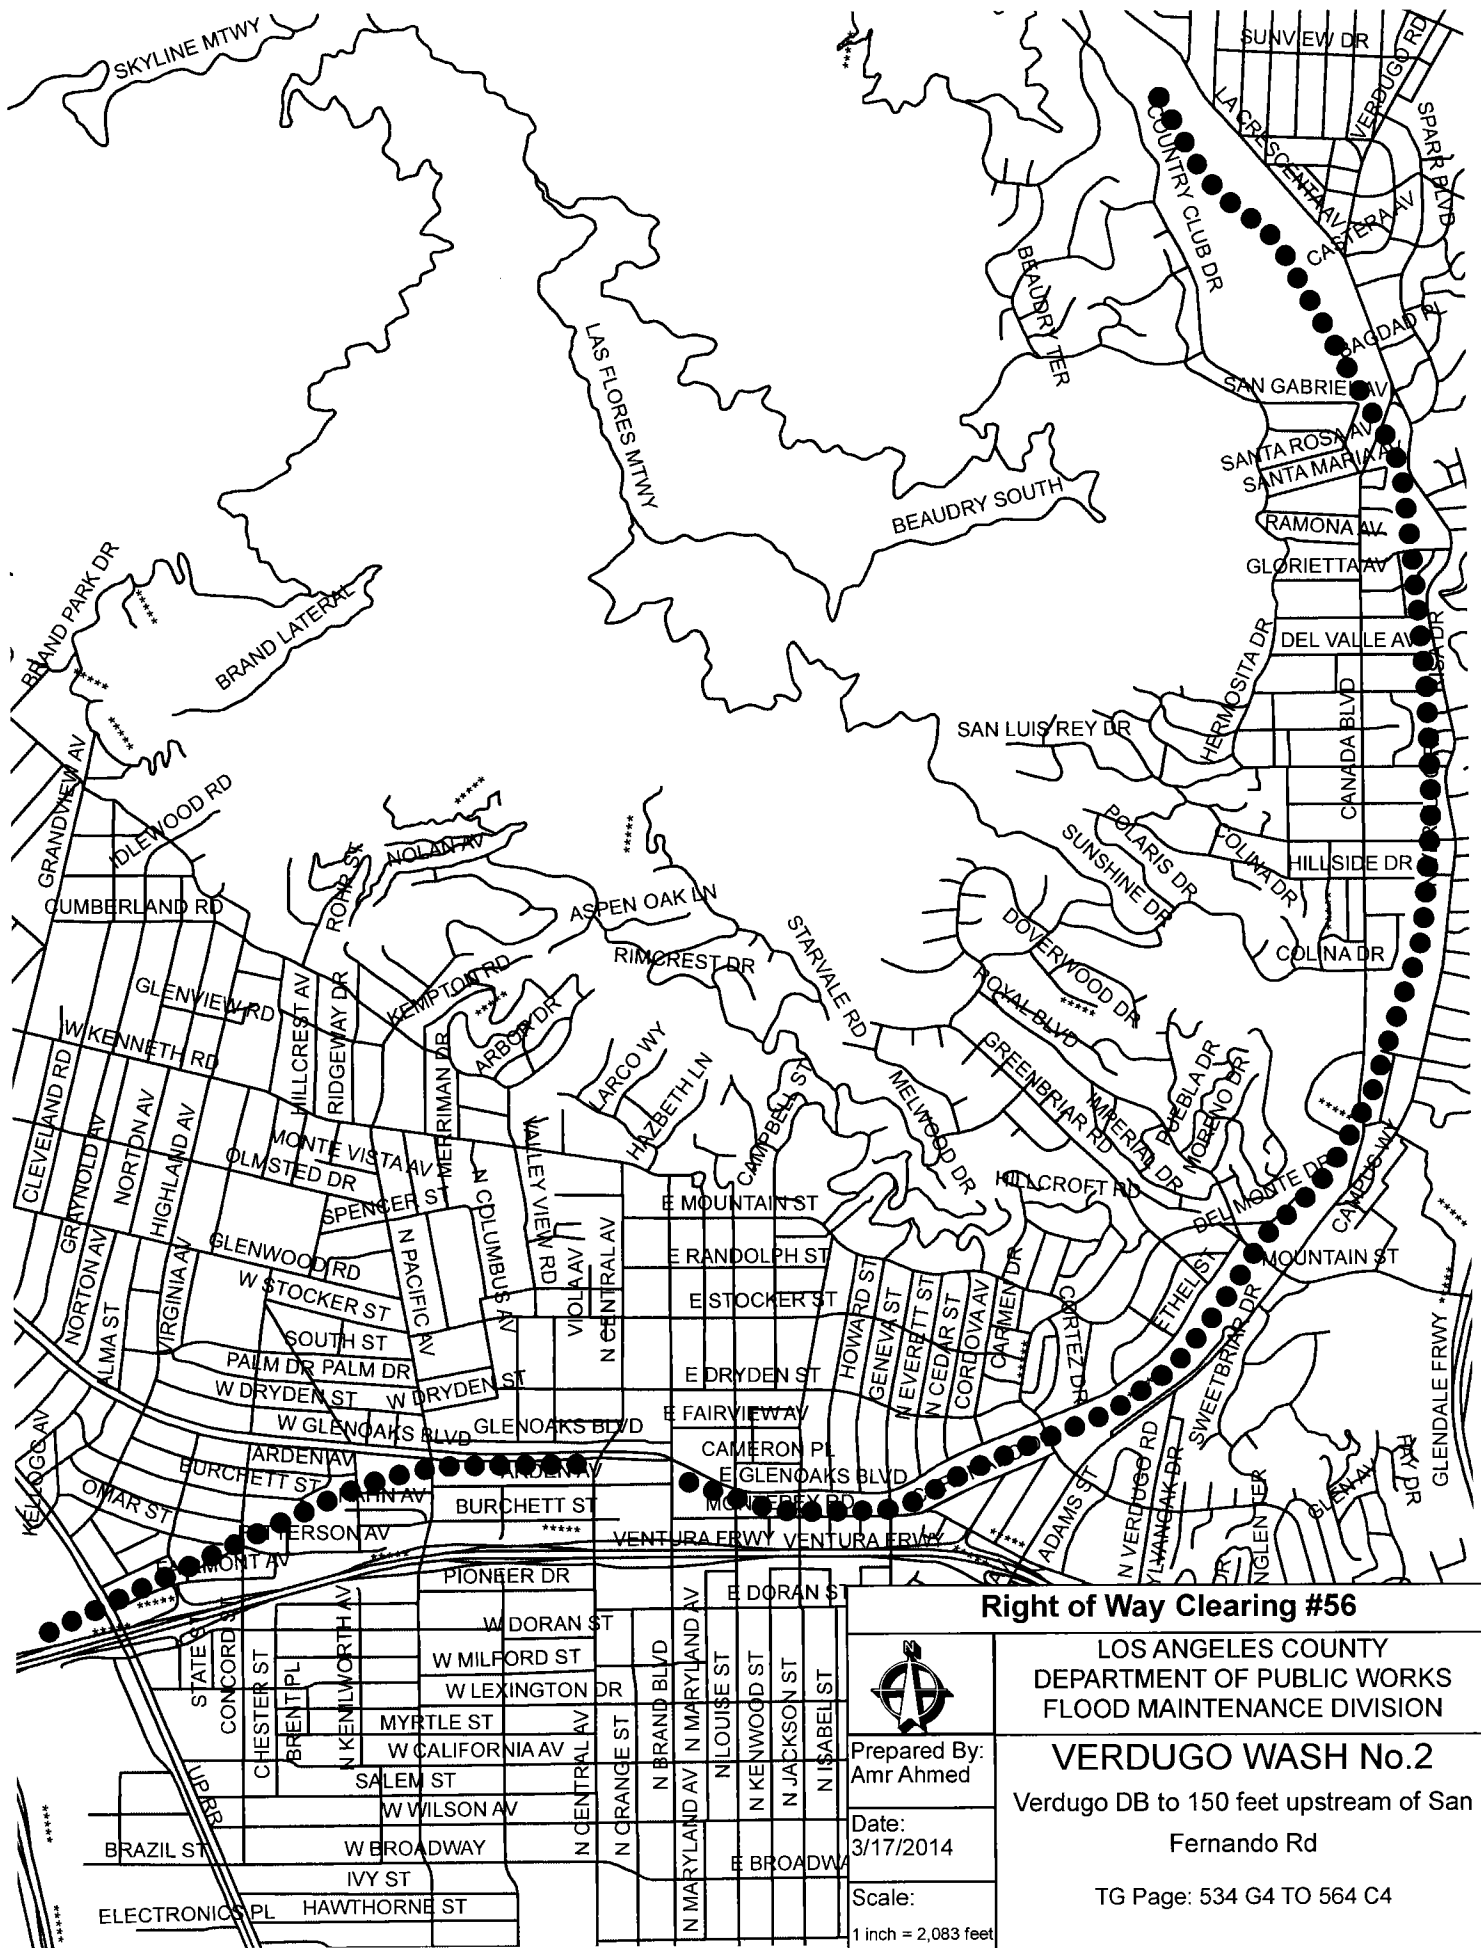 SKYLINE MTWY
SUNVIEW DR
VERDUGO RD
LA CRESCENTA AV
SPARR BLVD
COUNTRY CLUB DR
CASTERA AV
BEAUDRY TER
BAGDAD PL
LAS FLORES MTWY
SAN GABRIEL AV
SANTA ROSA AV
SANTA MARIA AV
BEAUDRY SOUTH
RAMONA AV
GLORIETTA AV
BRAND PARK DR
*****
BRAND LATERAL
DEL VALLE AV
HERMOSITA DR
CANADA BLVD
SAN LUIS REY DR
GRANDVIEW AV
IDLEWOOD RD
NOLAN AV
ROHR ST
POLARIS DR
SUNSHINE DR
COLINA DR
HILLSIDE DR
CUMBERLAND RD
ASPEN OAK LN
STARVALE RD
DOVERWOOD DR
COLINA DR
RIMCREST DR
GLENVIEW RD
HILLCREST AV
RIDGEWAY DR
KEMPTON RD
ARBOR DR
ROYAL BLVD
W KENNETH RD
MERRIMAN DR
LARCO WY
HAZBETH LN
CAMPBELL ST
MELWOOD DR
GREENBRIAR RD
IMPERIAL DR
PUEBLA DR
MORENO DR
CLEVELAND RD
GRAYNOLD AV
NORTON AV
HIGHLAND AV
MONTE VISTA AV
OLMSTED DR
SPENCER ST
N COLUMBUS AV
VALLEY VIEW RD
E MOUNTAIN ST
HILLCROFT RD
DEL MONTE DR
CAMPUS WY
NORTON AV
VIRGINIA AV
GLENWOOD RD
N PACIFIC AV
VIOLA AV
N CENTRAL AV
E RANDOLPH ST
MOUNTAIN ST
W STOCKER ST
E STOCKER ST
HOWARD ST
GENEVA ST
N EVERETT ST
N CEDAR ST
CORDOVA AV
CARMEN DR
CORTEZ DR
ETHEL ST
SWEETBRIAR DR
GLENDALE FRWY
ALMA ST
SOUTH ST
PALM DR PALM DR
W DRYDEN ST
W DRYDEN ST
E DRYDEN ST
W GLENOAKS BLVD
GLENOAKS BLVD
E FAIRVIEW AV
CAMERON PL
KELLOGG AV
ARDEN AV
ARDEN AV
E GLENOAKS BLVD
BURCHETT ST
OMAR ST
BURCHETT ST
MONTEREY RD
ADAMS ST
N VERDUGO RD
GLEN AV
FAY DR
VENTURA FRWY VENTURA FRWY
PIONEER DR
E DORAN ST
STATE ST
CONCORD ST
CHESTER ST
BRENT PL
N KENILWORTH AV
W DORAN ST
W MILFORD ST
W LEXINGTON DR
MYRTLE ST
W CALIFORNIA AV
N BRAND BLVD
N MARYLAND AV
N LOUISE ST
N KENWOOD ST
N JACKSON ST
N ISABEL ST
UPRR
SALEM ST
W WILSON AV
N CENTRAL AV
N ORANGE ST
N MARYLAND AV
BRAZIL ST
W BROADWAY
IVY ST
ELECTRONICS PL
HAWTHORNE ST
Right of Way Clearing #56
N
LOS ANGELES COUNTY
DEPARTMENT OF PUBLIC WORKS
FLOOD MAINTENANCE DIVISION
Prepared By:
Amr Ahmed
VERDUGO WASH No.2
Verdugo DB to 150 feet upstream of San
Fernando Rd
Date:
3/17/2014
TG Page: 534 G4 TO 564 C4
Scale:
1 inch = 2,083 feet